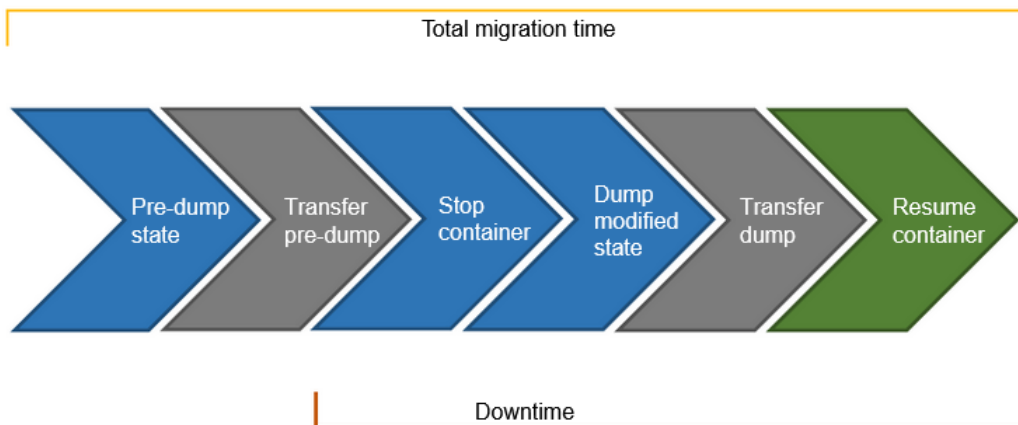 Total migration time
Pre-dump
state
Transfer
pre-dump
Stop
container
Dump
modified
state
Transfer
dump
Resume
container
Downtime